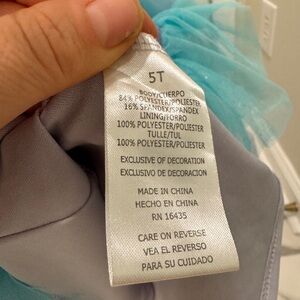 5T
BODY/CUERPO
84% POLYESTER/POLIESTER
16% SPANDEX/SPANDEX
LINING/FORRO
100% POLYESTER/POLIESTER
TULLE/TUL
100% POLYESTER/POLIESTER
EXCLUSIVE OF DECORATION
EXCLUSIVO DE DECORACION
MADE IN CHINA
HECHO EN CHINA
RN 16435
CARE ON REVERSE
VEA EL REVERSO
PARA SU CUIDADO